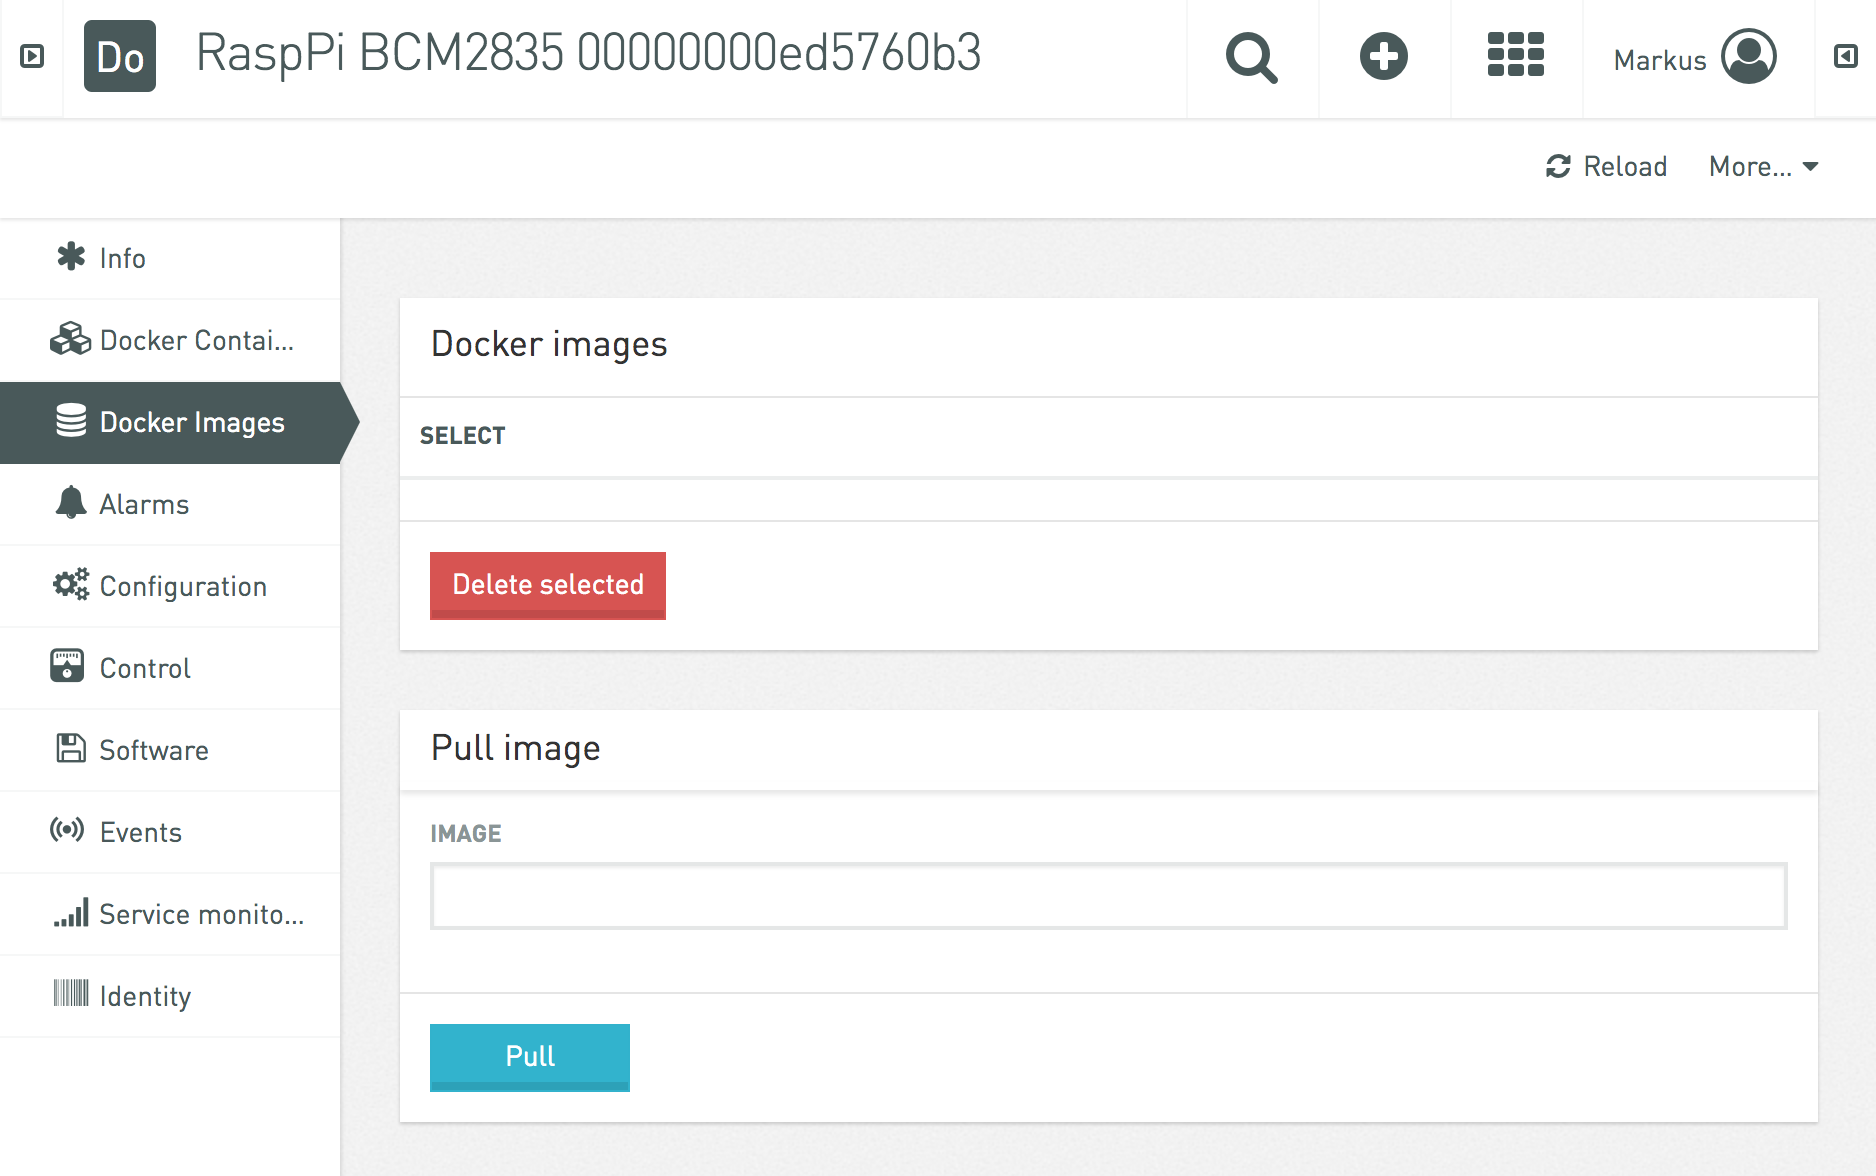 Do
RaspPi BCM2835 00000000ed5760b3
Markus
Reload
More...
Info
Docker Contai...
Docker Images
Alarms
Configuration
Control
Software
Events
Service monito...
Identity
Docker images
SELECT
Delete selected
Pull image
IMAGE
Pull